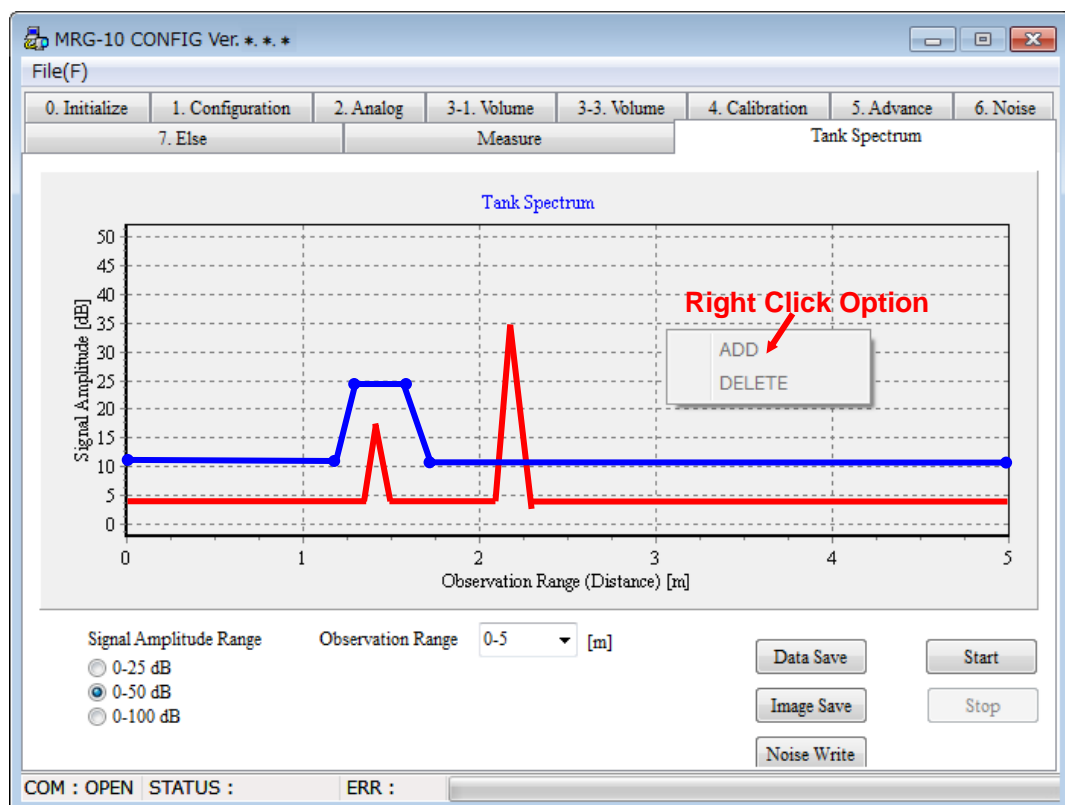 MRG-10 CONFIG Ver. *. *. *
File(F)
0. Initialize 1. Configuration 2. Analog 3-1. Volume 3-3. Volume 4. Calibration 5. Advance 6. Noise
7. Else Measure Tank Spectrum
Tank Spectrum
Signal Amplitude [dB]
50
45
40
35
30
25
20
15
10
5
0
Right Click Option
ADD
DELETE
0 1 2 3 4 5
Observation Range (Distance) [m]
Signal Amplitude Range
0-25 dB
0-50 dB
0-100 dB
Observation Range 0-5 [m]
Data Save Start
Image Save Stop
Noise Write
COM : OPEN STATUS : ERR :